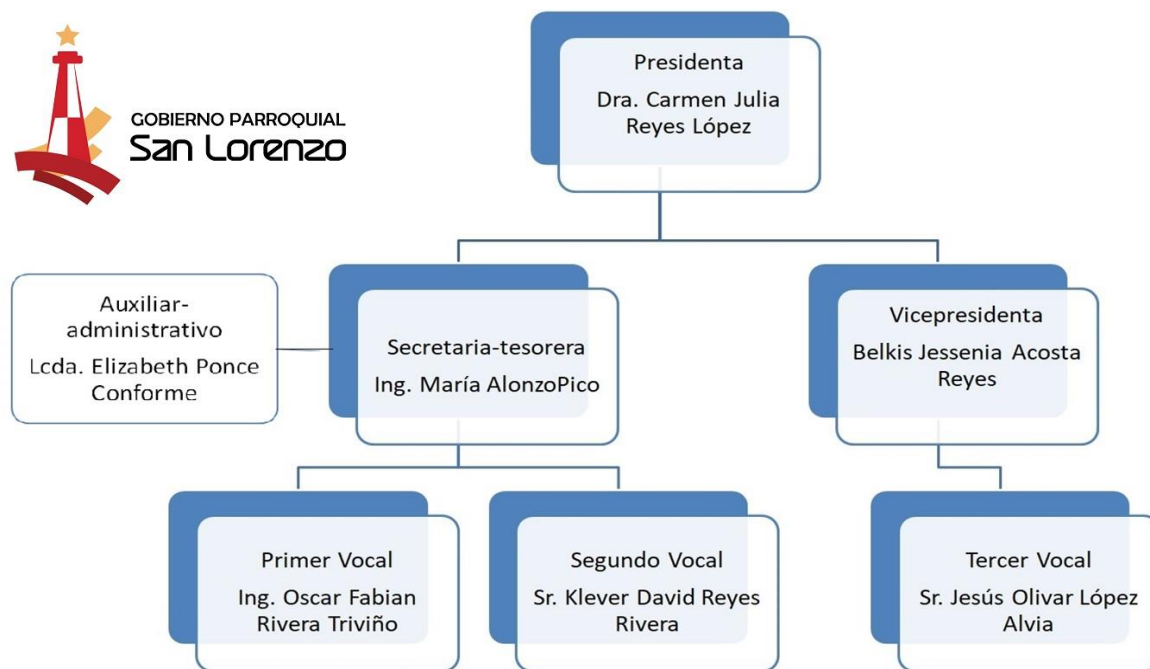 GOBIERNO PARROQUIAL
San Lorenzo
Presidenta
Dra. Carmen Julia
Reyes López
Auxiliar-
administrativo
Lcda. Elizabeth Ponce
Conforme
Secretaria-tesorera
Ing. María AlonzoPico
Vicepresidenta
Belkis Jessenia Acosta
Reyes
Primer Vocal
Ing. Oscar Fabian
Rivera Triviño
Segundo Vocal
Sr. Klever David Reyes
Rivera
Tercer Vocal
Sr. Jesús Olivar López
Alvia